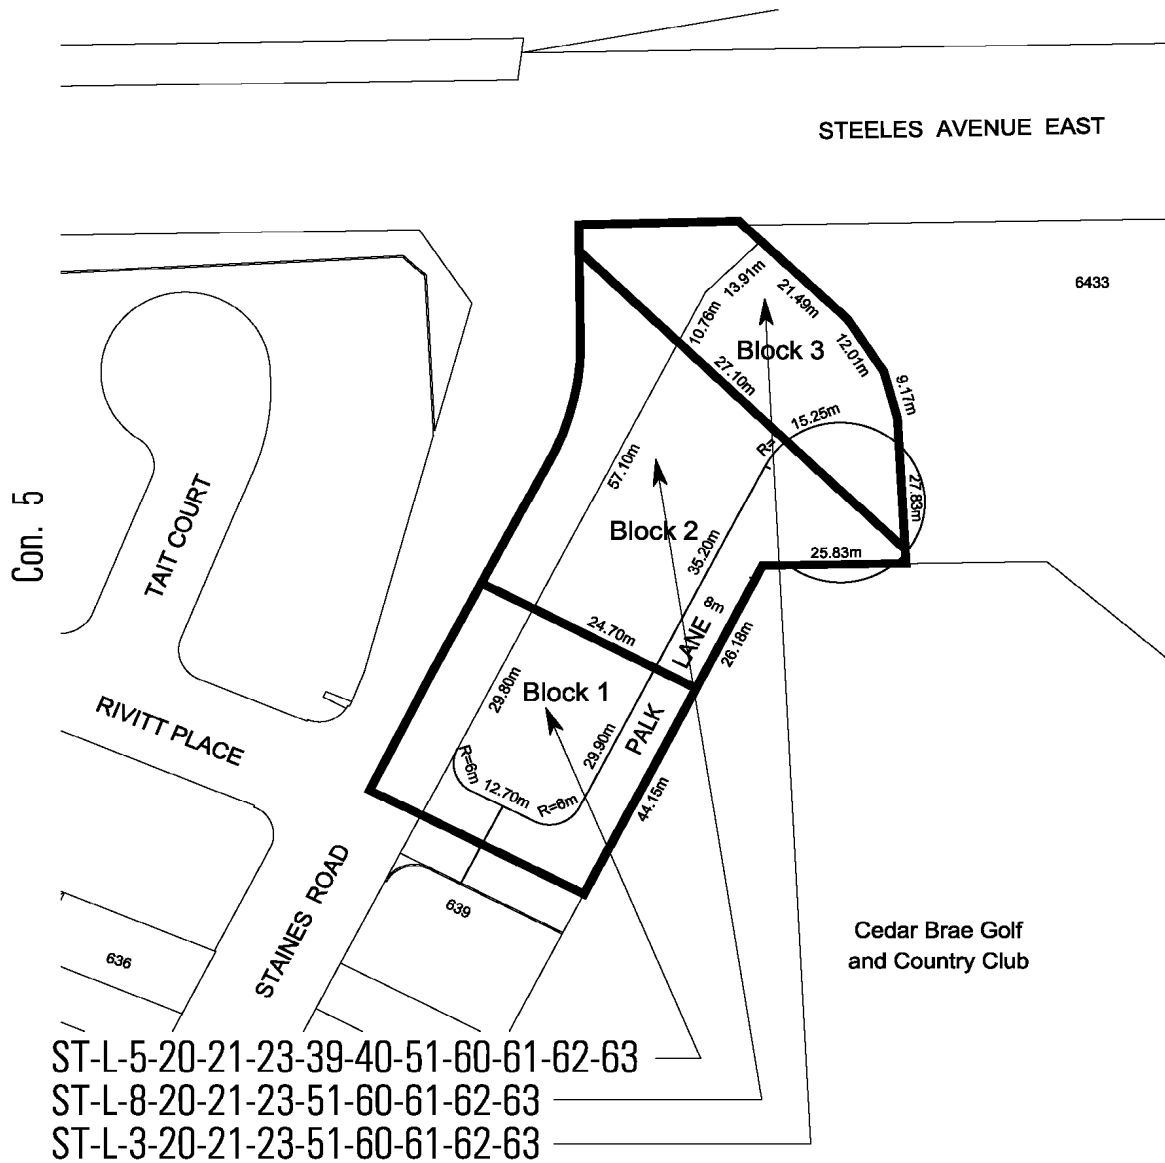 STEELES AVENUE EAST
6433
13.91m
21.49m
10.76m
Block 3
12.01m
27.10m
9.17m
15.25m
R=
57.10m
27.83m
Con. 5
TAIT COURT
Block 2
35.20m
25.83m
8m
24.70m
PALK LANE
26.18m
29.80m
Block 1
RIVITT PLACE
29.90m
R=6m
12.70m
R=6m
44.15m
STAINES ROAD
639
636
Cedar Brae Golf
and Country Club
ST-L-5-20-21-23-39-40-51-60-61-62-63
ST-L-8-20-21-23-51-60-61-62-63
ST-L-3-20-21-23-51-60-61-62-63